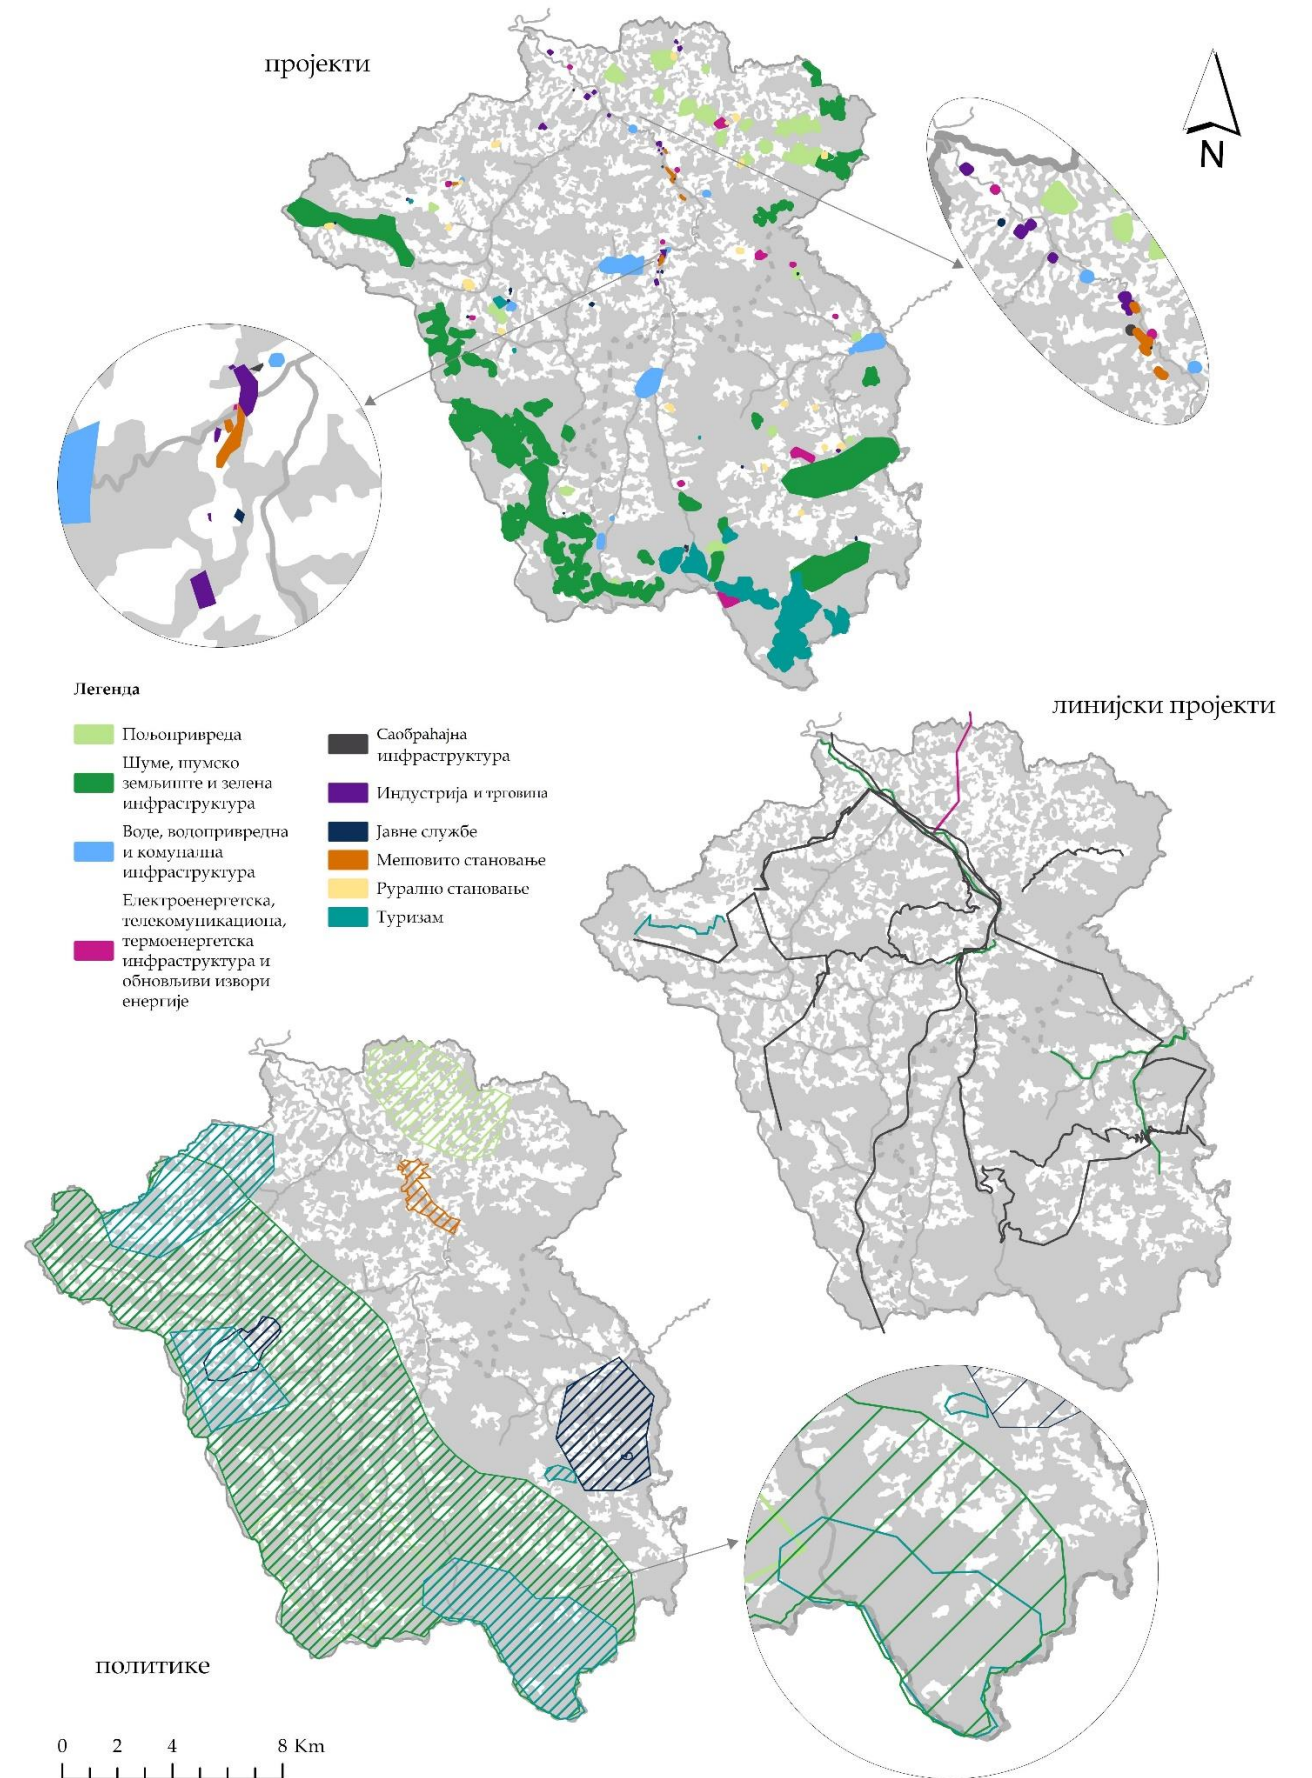 пројекти
N
Легенда
Пољопривреда
Шуме, шумско
земљиште и зелена
инфраструктура
Воде, водопривредна
и комунална
инфраструктура
Електроенергетска,
телекомуникациона,
термоенергетска
инфраструктура и
обновљиви извори
енергије
Саобраћајна
инфраструктура
Индустрија и трговина
Јавне службе
Мешовито становање
Рурално становање
Туризам
линијски пројекти
политике
0 2 4 8 Km